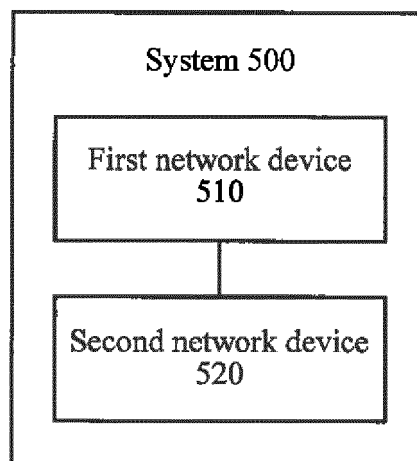 System 500
First network device
510
Second network device
520